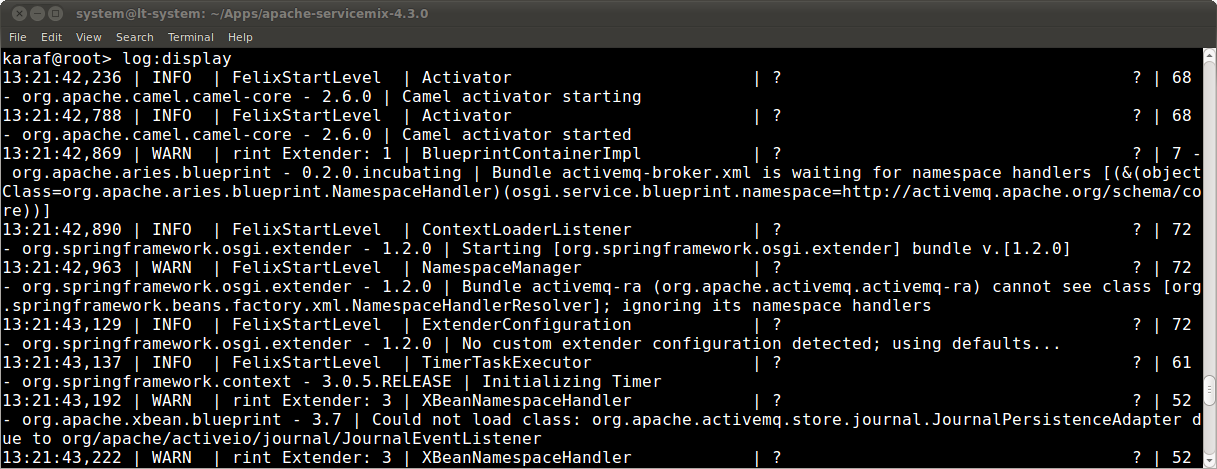 system@lt-system: ~/Apps/apache-servicemix-4.3.0
File Edit View Search Terminal Help
karaf@root> log:display
13:21:42,236 | INFO  | FelixStartLevel  | Activator                        | ?                                   ? | 68
- org.apache.camel.camel-core - 2.6.0 | Camel activator starting
13:21:42,788 | INFO  | FelixStartLevel  | Activator                        | ?                                   ? | 68
- org.apache.camel.camel-core - 2.6.0 | Camel activator started
13:21:42,869 | WARN  | rint Extender: 1 | BlueprintContainerImpl           | ?                                   ? | 7 -
 org.apache.aries.blueprint - 0.2.0.incubating | Bundle activemq-broker.xml is waiting for namespace handlers [(&(object
Class=org.apache.aries.blueprint.NamespaceHandler)(osgi.service.blueprint.namespace=http://activemq.apache.org/schema/co
re))]
13:21:42,890 | INFO  | FelixStartLevel  | ContextLoaderListener            | ?                                   ? | 72
- org.springframework.osgi.extender - 1.2.0 | Starting [org.springframework.osgi.extender] bundle v.[1.2.0]
13:21:42,963 | WARN  | FelixStartLevel  | NamespaceManager                 | ?                                   ? | 72
- org.springframework.osgi.extender - 1.2.0 | Bundle activemq-ra (org.apache.activemq.activemq-ra) cannot see class [org
.springframework.beans.factory.xml.NamespaceHandlerResolver]; ignoring its namespace handlers
13:21:43,129 | INFO  | FelixStartLevel  | ExtenderConfiguration            | ?                                   ? | 72
- org.springframework.osgi.extender - 1.2.0 | No custom extender configuration detected; using defaults...
13:21:43,137 | INFO  | FelixStartLevel  | TimerTaskExecutor                | ?                                   ? | 61
- org.springframework.context - 3.0.5.RELEASE | Initializing Timer
13:21:43,192 | WARN  | rint Extender: 3 | XBeanNamespaceHandler            | ?                                   ? | 52
- org.apache.xbean.blueprint - 3.7 | Could not load class: org.apache.activemq.store.journal.JournalPersistenceAdapter d
ue to org/apache/activeio/journal/JournalEventListener
13:21:43,222 | WARN  | rint Extender: 3 | XBeanNamespaceHandler            | ?                                   ? | 52